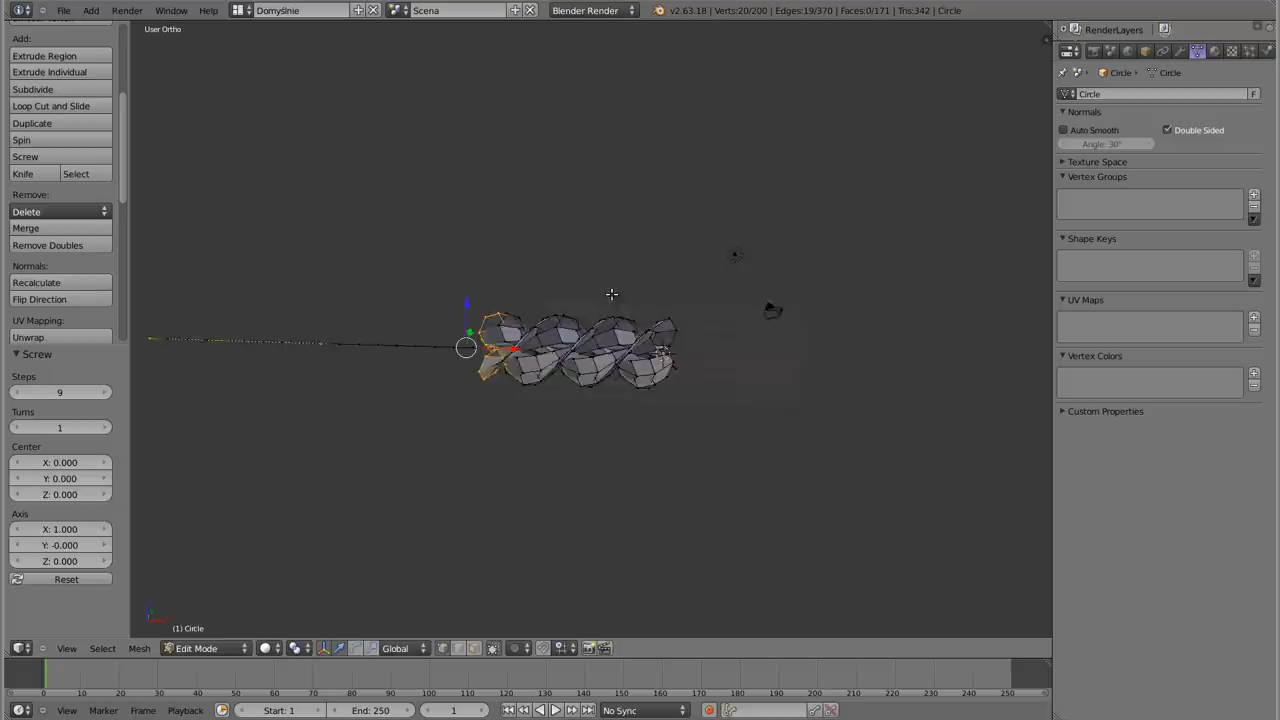 File Add Render Window Help Domyślnie Scena Blender Render v2.63.18 | Verts:20/200 | Edges:19/370 | Faces:0/171 | Tris:342 | Circle
User Ortho
Add:
Extrude Region
Extrude Individual
Subdivide
Loop Cut and Slide
Duplicate
Spin
Screw
Knife Select
Remove:
Delete
Merge
Remove Doubles
Normals:
Recalculate
Flip Direction
UV Mapping:
Unwrap
Screw
Steps
9
Turns
1
Center
X: 0.000
Y: 0.000
Z: 0.000
Axis
X: 1.000
Y: -0.000
Z: 0.000
Reset
(1) Circle
RenderLayers
Circle Circle
Circle F
Normals
Auto Smooth Double Sided
Angle: 30°
Texture Space
Vertex Groups
Shape Keys
UV Maps
Vertex Colors
Custom Properties
View Select Mesh Edit Mode Global
0 10 20 30 40 50 60 70 80 90 100 110 120 130 140 150 160 170 180 190 200 210 220 230 240 250
View Marker Frame Playback Start: 1 End: 250 1 No Sync